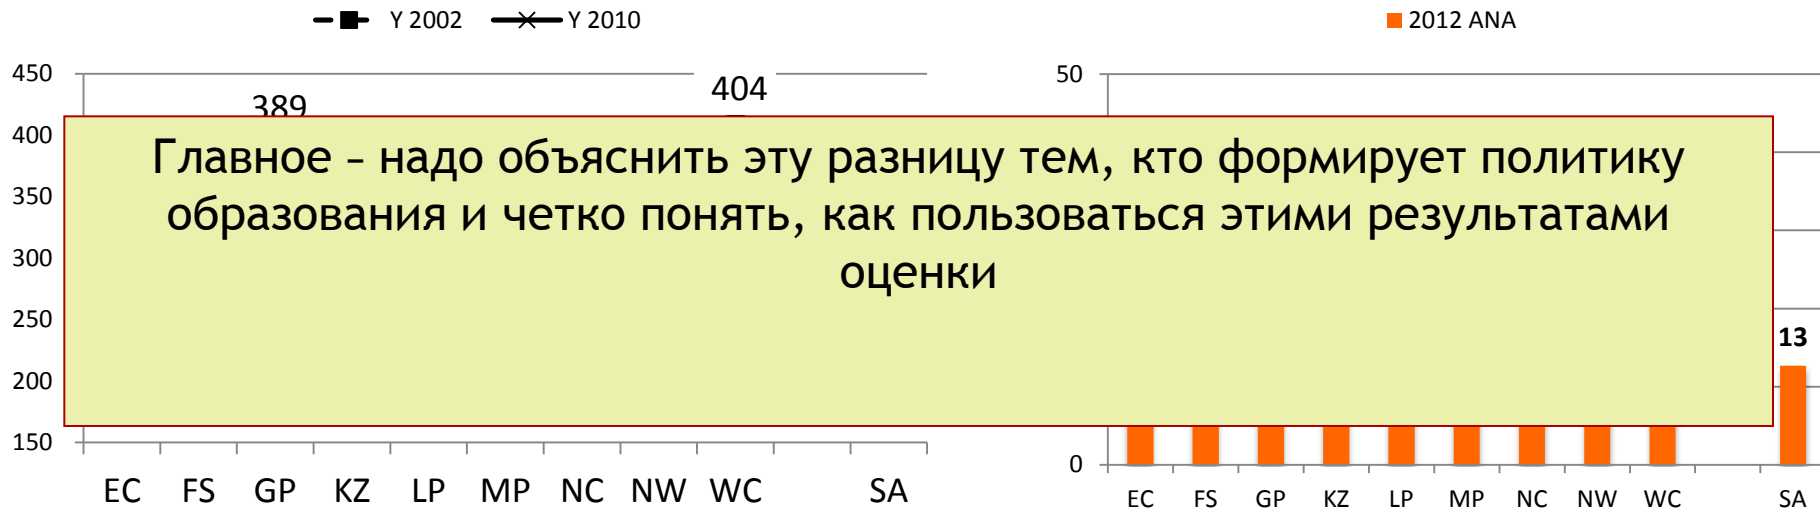 Y 2002 Y 2010
2012 ANA
450
400
350
300
250
200
150
389
404
Главное – надо объяснить эту разницу тем, кто формирует политику
образования и четко понять, как пользоваться этими результатами
оценки
EC FS GP KZ LP MP NC NW WC SA
50
0
13
EC FS GP KZ LP MP NC NW WC SA